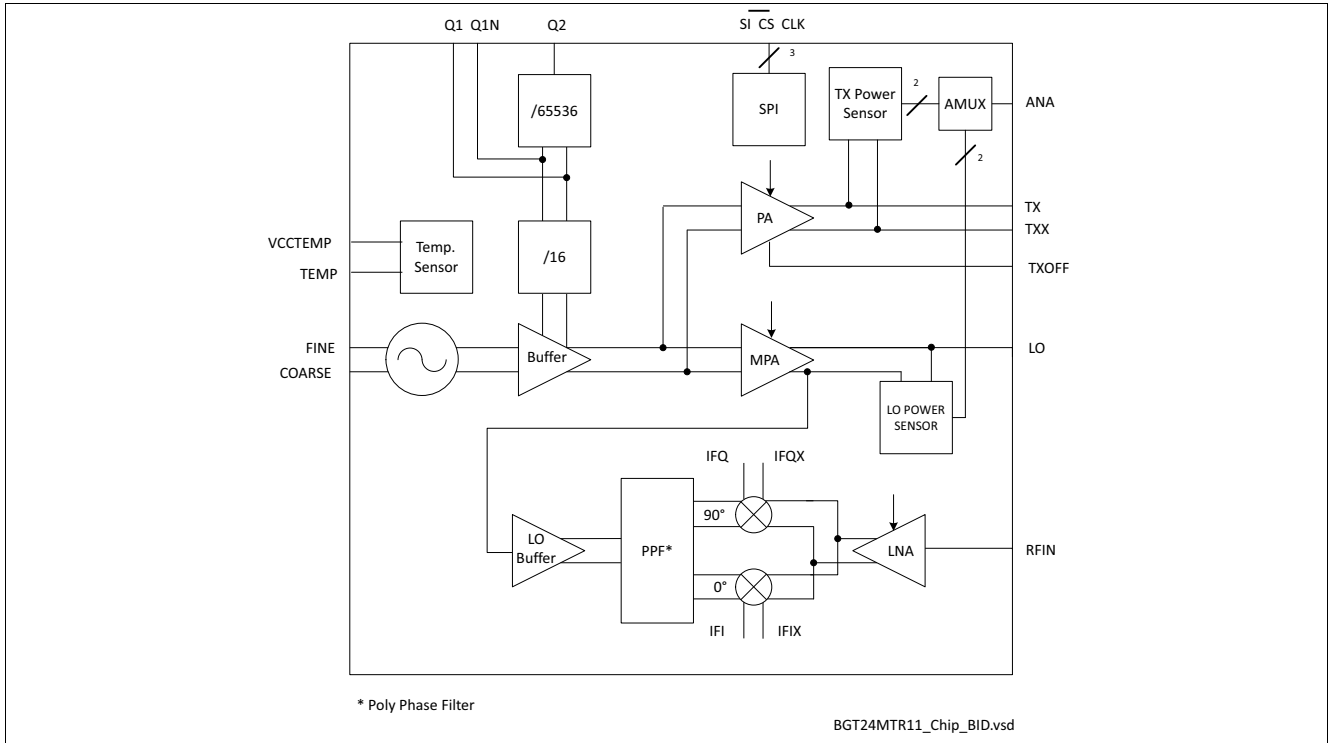 Q1 Q1N Q2 SI CS CLK
3
/65536
SPI
TX Power
Sensor
2
AMUX
ANA
2
PA
TX
TXX
TXOFF
VCCTEMP
TEMP
Temp.
Sensor
/16
FINE
COARSE
Buffer
MPA
LO
LO POWER
SENSOR
IFQ IFQX
LO
Buffer
PPF*
90°
0°
LNA
RFIN
IFI IFIX
* Poly Phase Filter
BGT24MTR11_Chip_BID.vsd